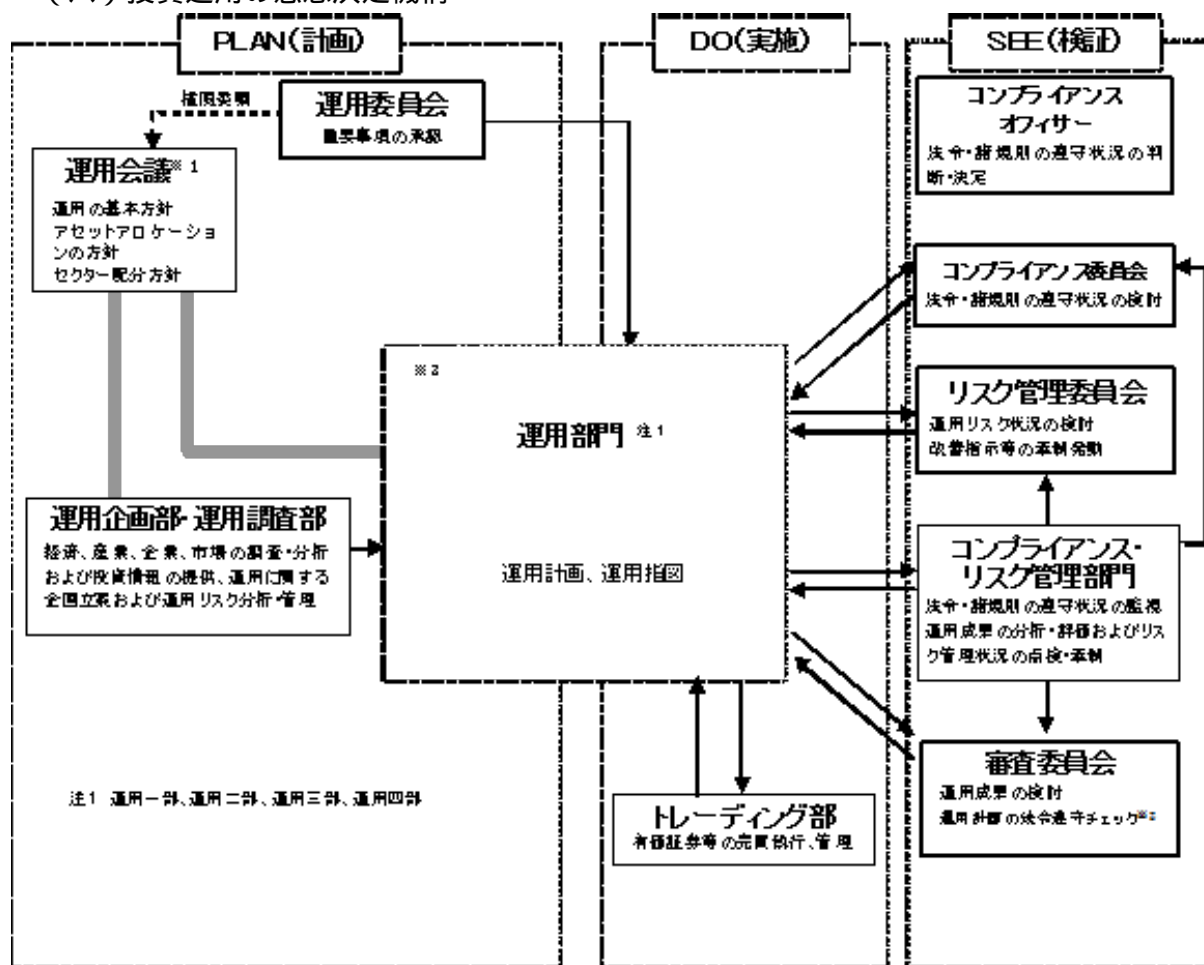 投資運用の意思決定機構
PLAN(計画)
DO(実施)
SEE(検証)
運用委員会
重要事項の承認
運用会議※1
運用の基本方針
アセットアロケーショ
ンの方針
セクター配分方針
コンプライアンス
オフィサー
法令・諸規則の遵守状況の判
断・決定
コンプライアンス委員会
法令・諸規則の遵守状況の検討
※2
運用部門 注1
運用計画、運用指図
リスク管理委員会
運用リスク状況の検討
改善指示等の牽制発動
運用企画部・運用調査部
経済、産業、企業、市場の調査・分析
および投資情報の提供、運用に関する
企画立案および運用リスク分析・管理
コンプライアンス・
リスク管理部門
法令・諸規則の遵守状況の監視
運用成果の分析・評価およびリス
ク管理状況の点検・牽制
審査委員会
運用成果の検討
運用計画の法令遵守チェック
トレーディング部
有価証券等の売買執行、管理
注1 運用一部、運用二部、運用三部、運用四部